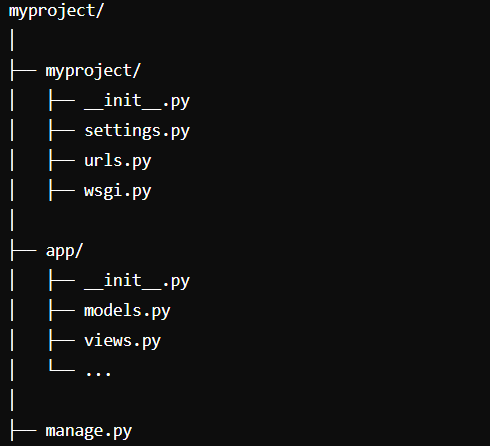 myproject/
│
├── myproject/
│   ├── __init__.py
│   ├── settings.py
│   ├── urls.py
│   ├── wsgi.py
│
├── app/
│   ├── __init__.py
│   ├── models.py
│   ├── views.py
│   └── ...
│
├── manage.py